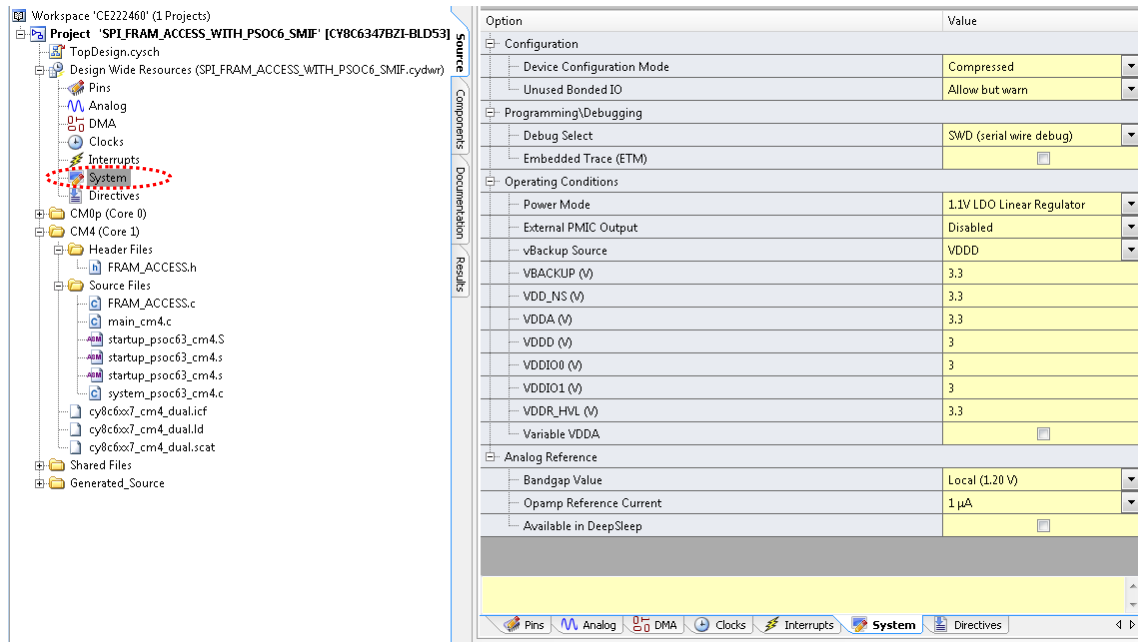 Workspace 'CE222460' (1 Projects)
Project 'SPI_FRAM_ACCESS_WITH_PSOC6_SMIF' [CY8C6347BZI-BLD53]
TopDesign.cysch
Design Wide Resources (SPI_FRAM_ACCESS_WITH_PSOC6_SMIF.cydwr)
Pins
Analog
DMA
Clocks
Interrupts
System
Directives
CM0p (Core 0)
CM4 (Core 1)
Header Files
h FRAM_ACCESS.h
Source Files
c FRAM_ACCESS.c
c main_cm4.c
ASM startup_psoc63_cm4.S
ASM startup_psoc63_cm4.s
ASM startup_psoc63_cm4.s
c system_psoc63_cm4.c
cy8c6xx7_cm4_dual.icf
cy8c6xx7_cm4_dual.ld
cy8c6xx7_cm4_dual.scat
Shared Files
Generated_Source
Source
Components
Documentation
Results
Option Value
Configuration
Device Configuration Mode Compressed
Unused Bonded IO Allow but warn
Programming\Debugging
Debug Select SWD (serial wire debug)
Embedded Trace (ETM)
Operating Conditions
Power Mode 1.1V LDO Linear Regulator
External PMIC Output Disabled
vBackup Source VDDD
VBACKUP (V) 3.3
VDD_NS (V) 3.3
VDDA (V) 3.3
VDDD (V) 3
VDDIO0 (V) 3
VDDIO1 (V) 3
VDDR_HVL (V) 3.3
Variable VDDA
Analog Reference
Bandgap Value Local (1.20 V)
Opamp Reference Current 1 µA
Available in DeepSleep
Pins Analog DMA Clocks Interrupts System Directives